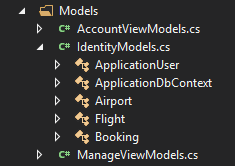 Models
C# AccountViewModels.cs
C# IdentityModels.cs
ApplicationUser
ApplicationDbContext
Airport
Flight
Booking
C# ManageViewModels.cs